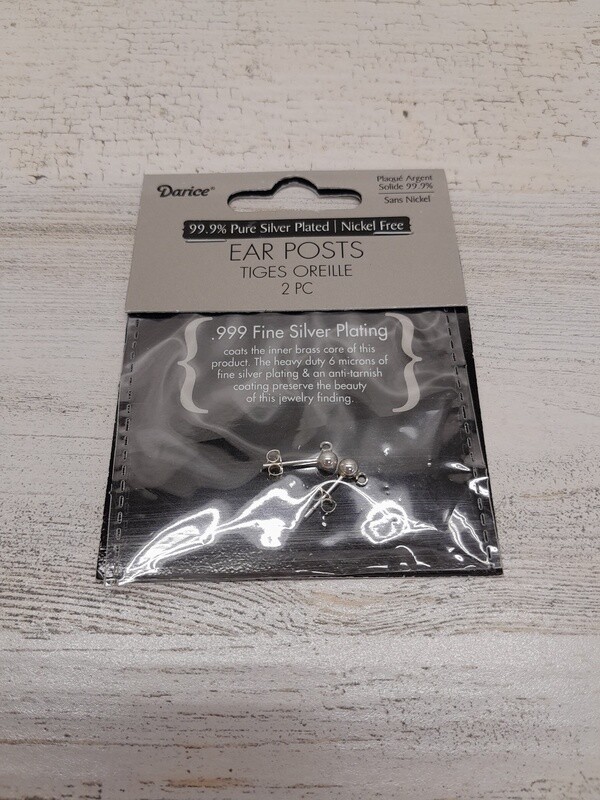 Darice®
Plaqué Argent
Solide 99.9%
Sans Nickel
99.9% Pure Silver Plated | Nickel Free
EAR POSTS
TIGES OREILLE
2 PC
.999 Fine Silver Plating
coats the inner brass core of this
product. The heavy duty 6 microns of
fine silver plating & an anti-tarnish
coating preserve the beauty
of this jewelry finding.